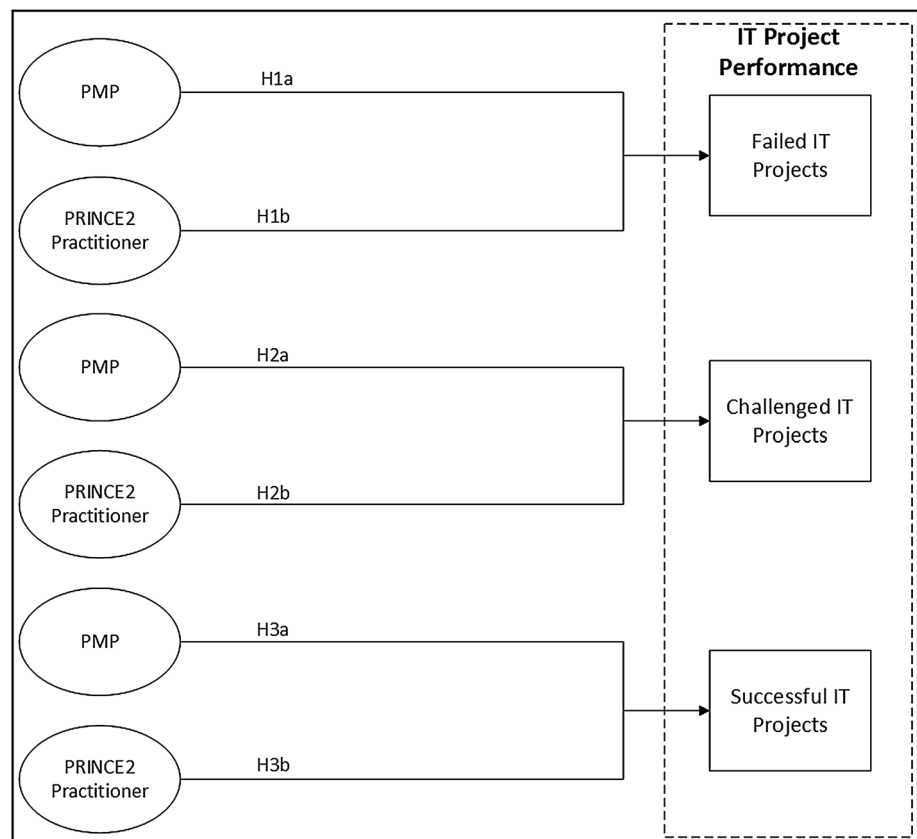 IT Project
Performance
PMP
H1a
Failed IT
Projects
PRINCE2
Practitioner
H1b
PMP
H2a
Challenged IT
Projects
PRINCE2
Practitioner
H2b
PMP
H3a
Successful IT
Projects
PRINCE2
Practitioner
H3b